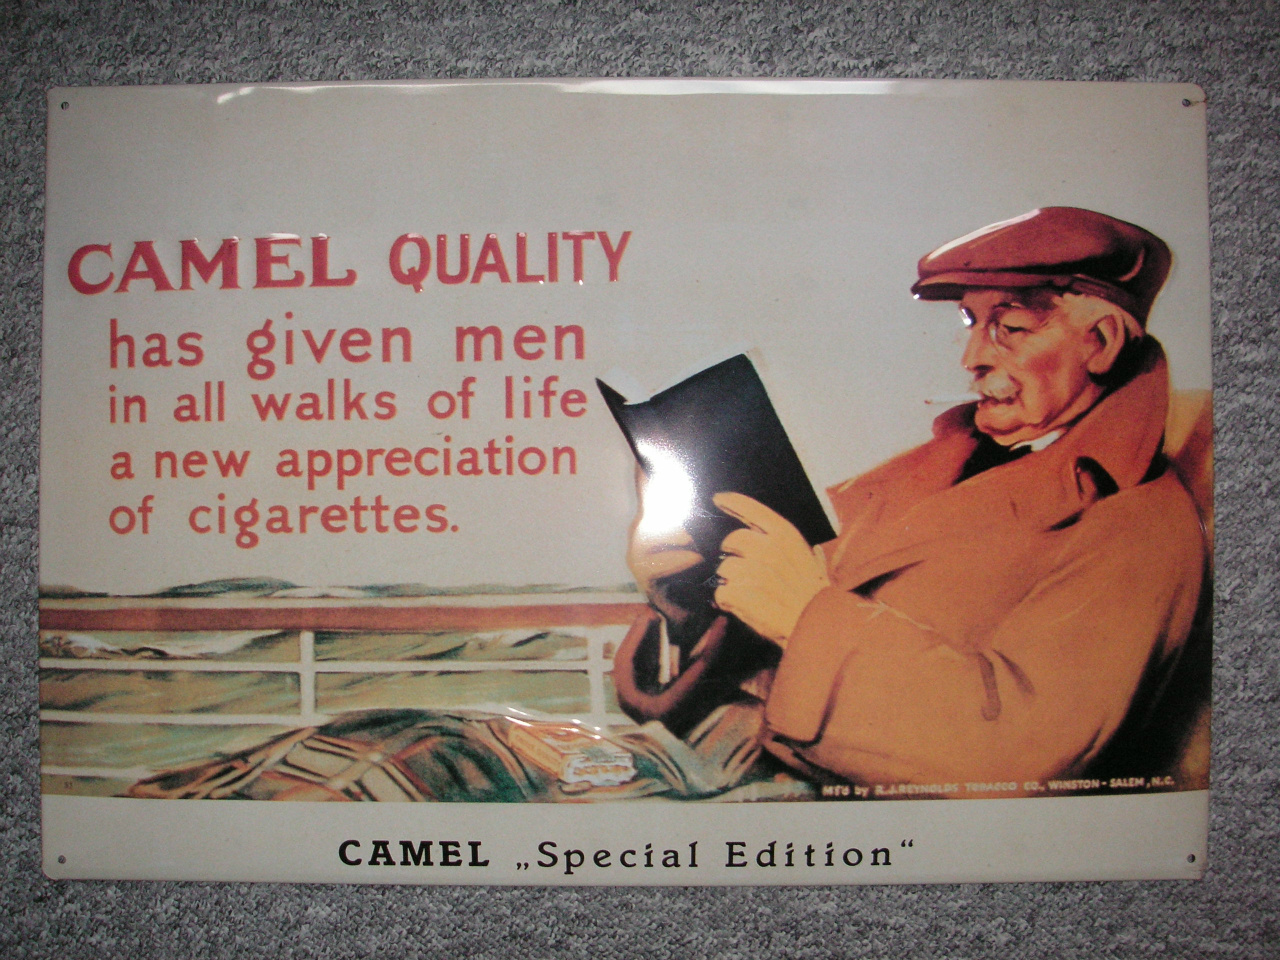 CAMEL QUALITY
has given men
in all walks of life
a new appreciation
of cigarettes.
MF'D by R.J.REYNOLDS TOBACCO CO., WINSTON-SALEM, N.C.
CAMEL „Special Edition“